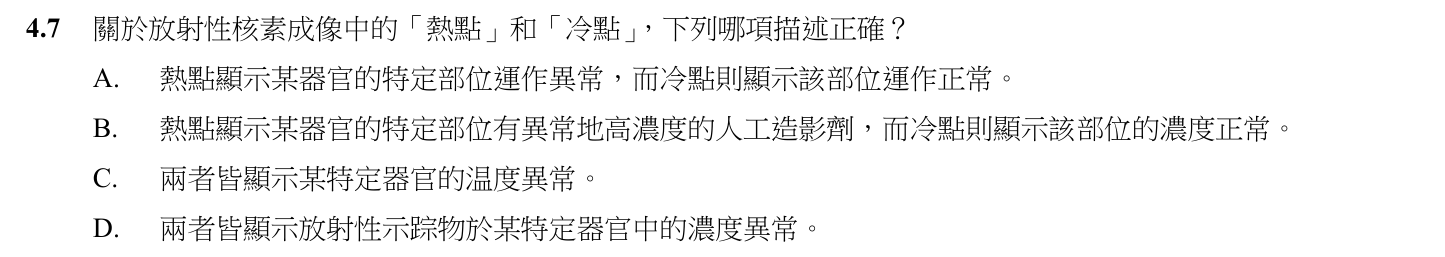 4.7 關於放射性核素成像中的「熱點」和「冷點」，下列哪項描述正確？
A. 熱點顯示某器官的特定部位運作異常，而冷點則顯示該部位運作正常。
B. 熱點顯示某器官的特定部位有異常地高濃度的人工造影劑，而冷點則顯示該部位的濃度正常。
C. 兩者皆顯示某特定器官的温度異常。
D. 兩者皆顯示放射性示踪物於某特定器官中的濃度異常。